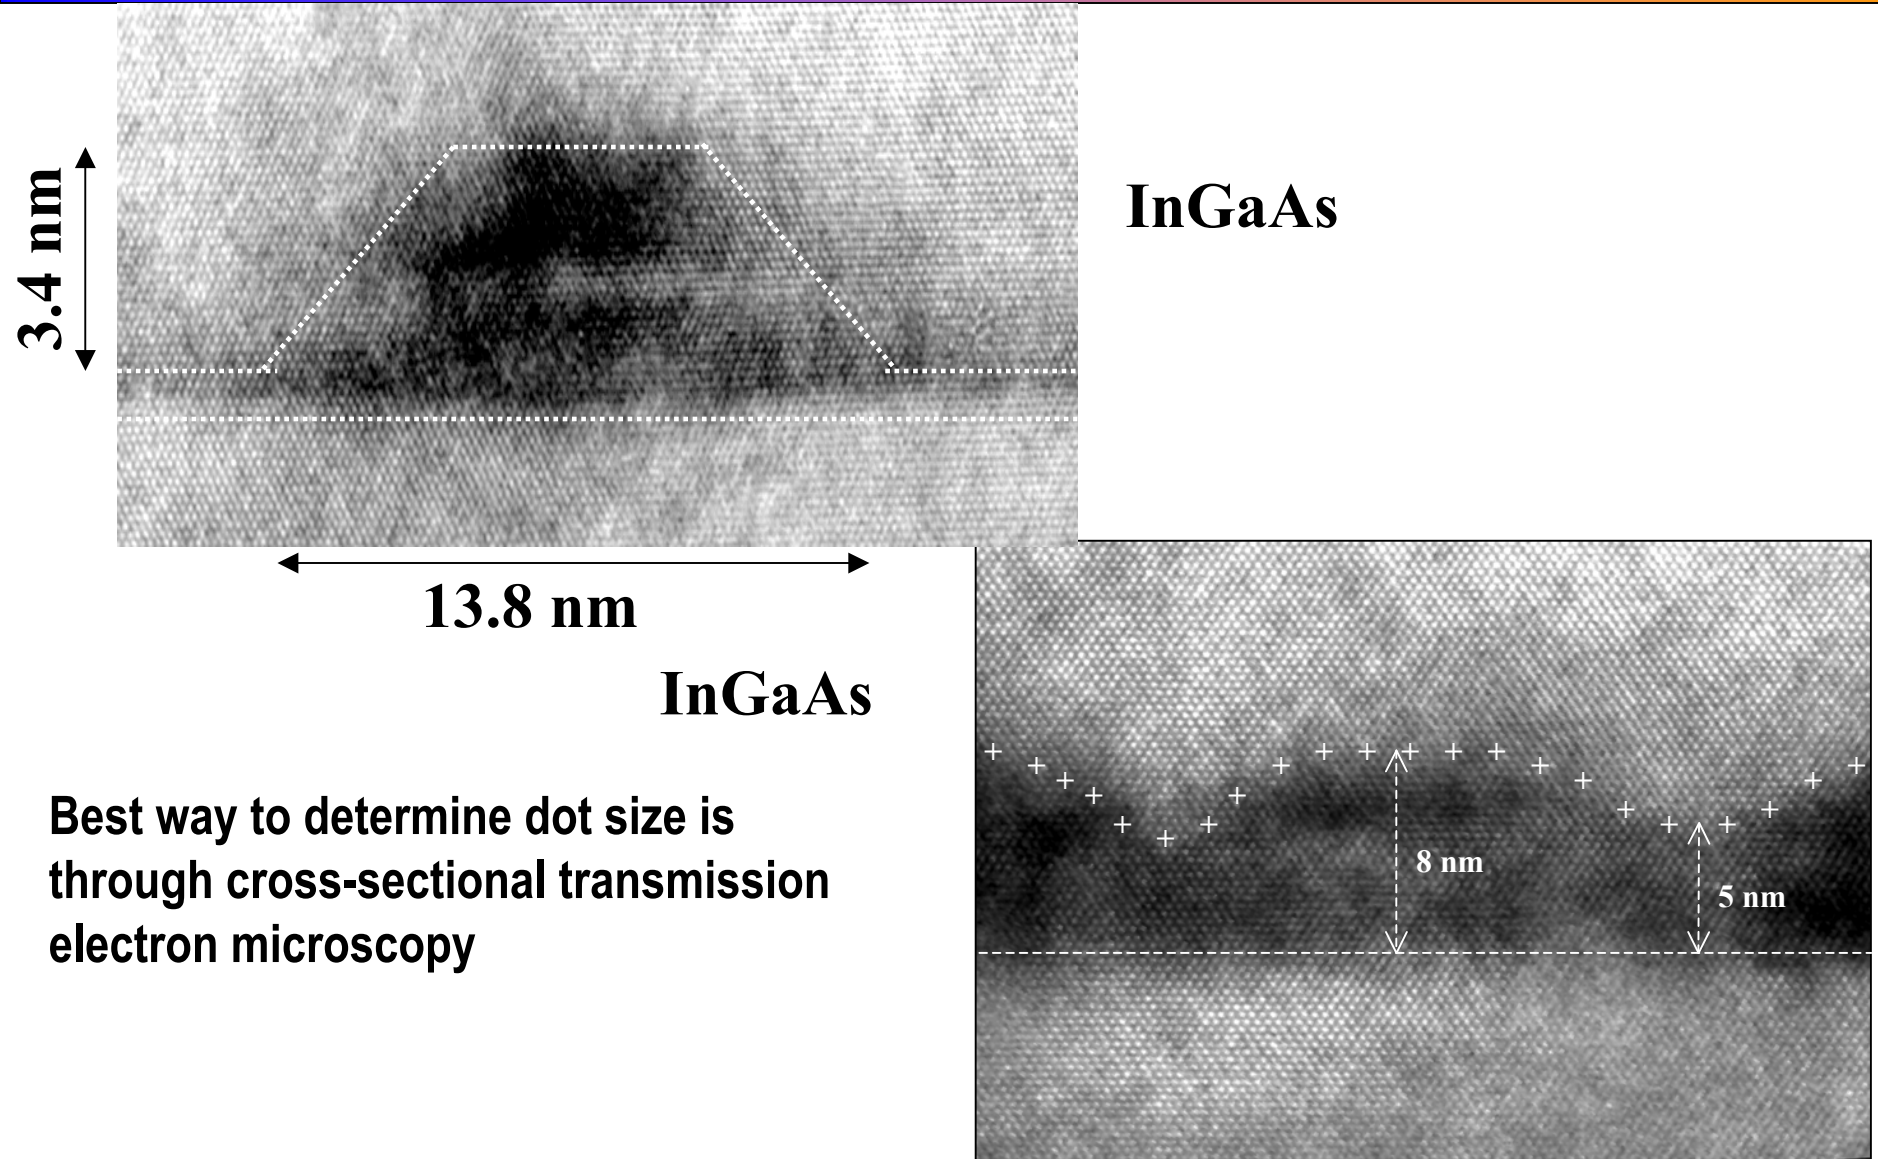 3.4 nm
InGaAs
13.8 nm
InGaAs
8 nm
5 nm
Best way to determine dot size is
through cross-sectional transmission
electron microscopy